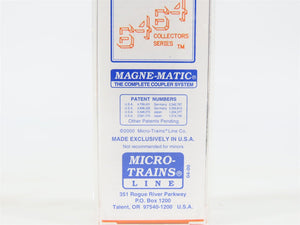 64 64
COLLECTORS
SERIES ™
MAGNE-MATIC®
THE COMPLETE COUPLER SYSTEM
PATENT NUMBERS
Other Patents Pending
©2000 Micro-Trains Line Co.
MADE EXCLUSIVELY IN U.S.A.
Not recommended for minors
MICRO-
TRAINS®
LINE
351 Rogue River Parkway
P.O. Box 1200
Talent, OR 97540-1200 U.S.A.